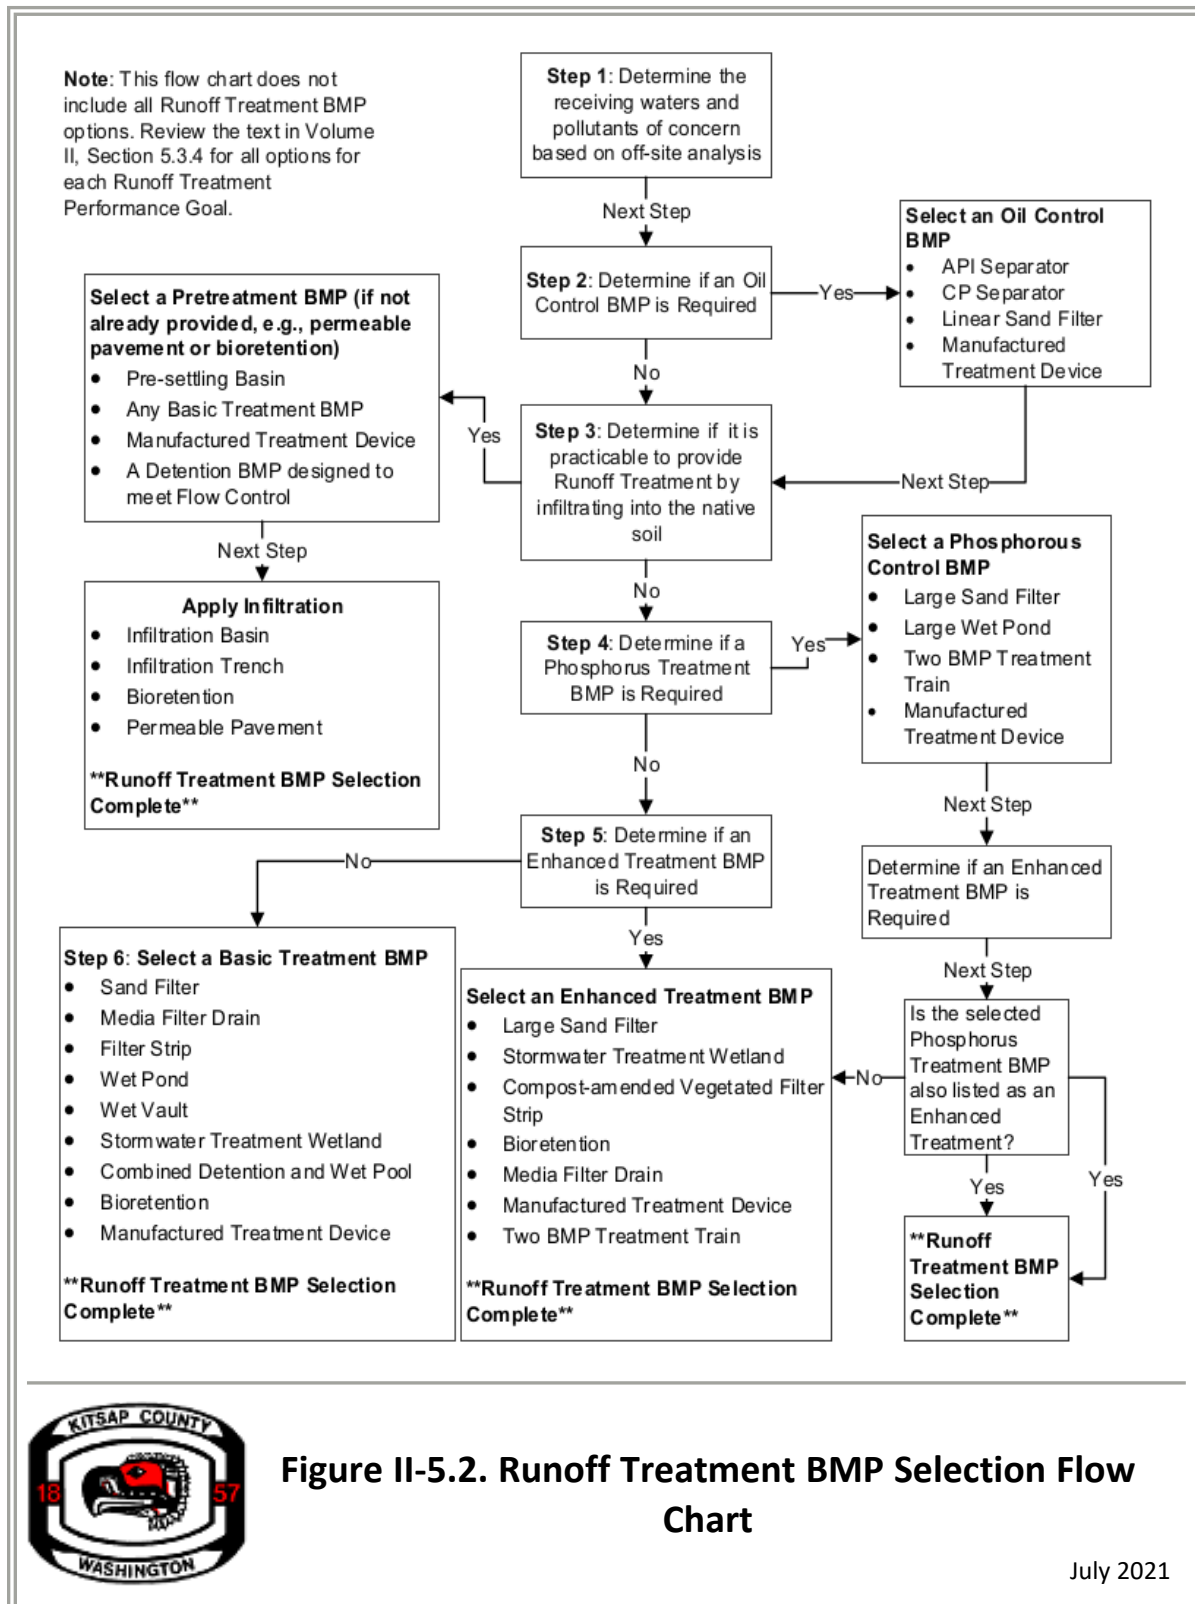 Note: This flow chart does not
include all Runoff Treatment BMP
options. Review the text in Volume
II, Section 5.3.4 for all options for
each Runoff Treatment
Performance Goal.
Step 1: Determine the
receiving waters and
pollutants of concern
based on off-site analysis
Next Step
Step 2: Determine if an Oil
Control BMP is Required
Yes
Select an Oil Control
BMP
• API Separator
• CP Separator
• Linear Sand Filter
• Manufactured
Treatment Device
Next Step
No
Step 3: Determine if it is
practicable to provide
Runoff Treatment by
infiltrating into the native
soil
Yes
Select a Pretreatment BMP (if not
already provided, e.g., permeable
pavement or bioretention)
• Pre-settling Basin
• Any Basic Treatment BMP
• Manufactured Treatment Device
• A Detention BMP designed to
meet Flow Control
Next Step
Apply Infiltration
• Infiltration Basin
• Infiltration Trench
• Bioretention
• Permeable Pavement
**Runoff Treatment BMP Selection
Complete**
No
Step 4: Determine if a
Phosphorus Treatment
BMP is Required
Yes
Select a Phosphorous
Control BMP
• Large Sand Filter
• Large Wet Pond
• Two BMP Treatment
Train
• Manufactured
Treatment Device
Next Step
Determine if an Enhanced
Treatment BMP is
Required
Next Step
Is the selected
Phosphorus
Treatment BMP
also listed as an
Enhanced
Treatment?
No
Yes
Yes
**Runoff
Treatment BMP
Selection
Complete**
No
Step 5: Determine if an
Enhanced Treatment BMP
is Required
No
Yes
Step 6: Select a Basic Treatment BMP
• Sand Filter
• Media Filter Drain
• Filter Strip
• Wet Pond
• Wet Vault
• Stormwater Treatment Wetland
• Combined Detention and Wet Pool
• Bioretention
• Manufactured Treatment Device
**Runoff Treatment BMP Selection
Complete**
Select an Enhanced Treatment BMP
• Large Sand Filter
• Stormwater Treatment Wetland
• Compost-amended Vegetated Filter
Strip
• Bioretention
• Media Filter Drain
• Manufactured Treatment Device
• Two BMP Treatment Train
**Runoff Treatment BMP Selection
Complete**
KITSAP COUNTY
18 57
WASHINGTON
Figure II-5.2. Runoff Treatment BMP Selection Flow
Chart
July 2021